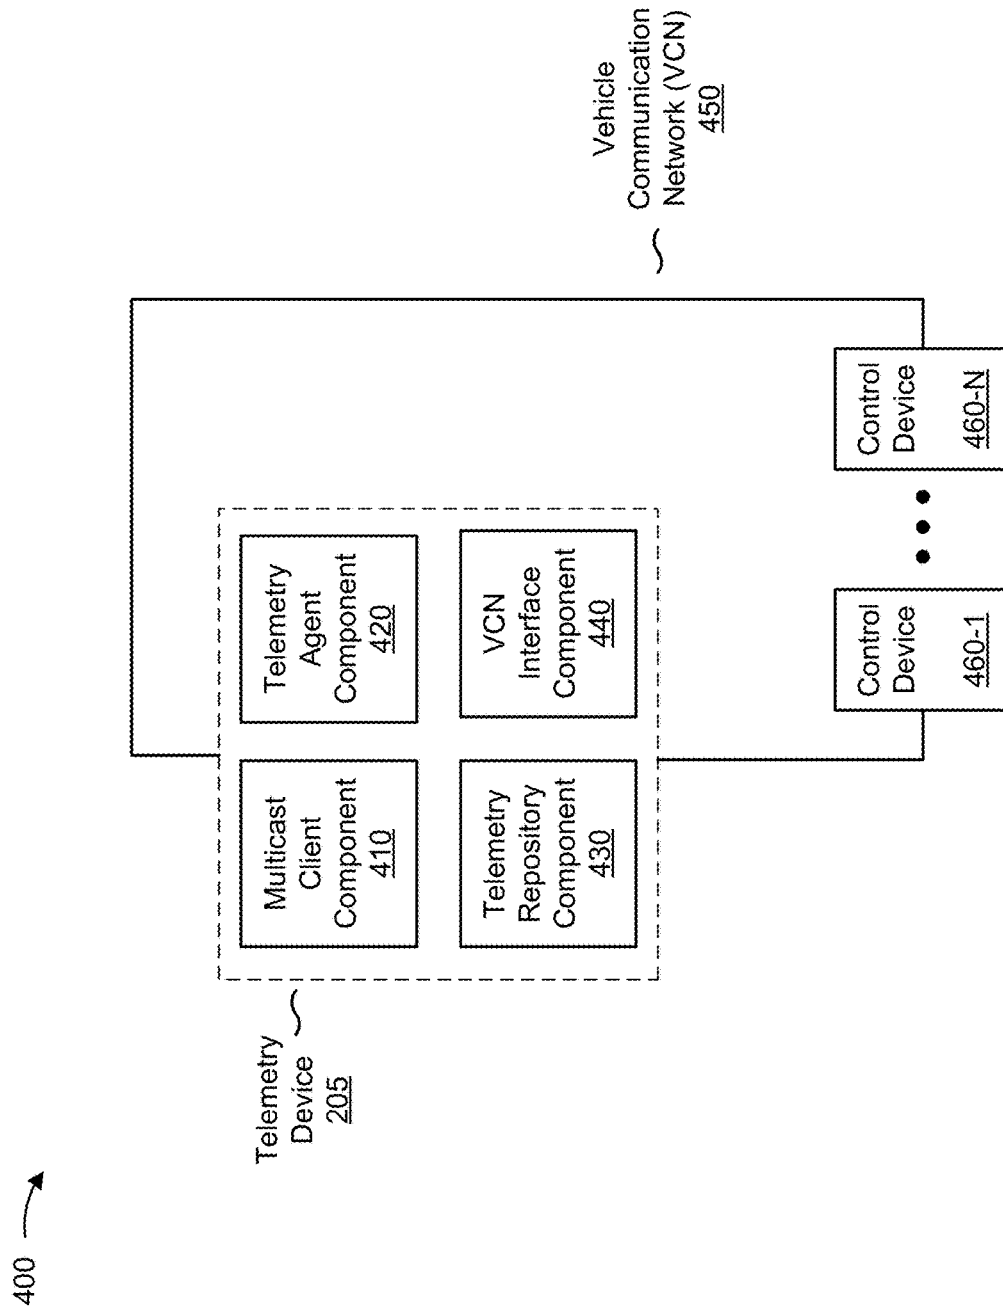 400
Telemetry
Device
205
Multicast
Client
Component
410
Telemetry
Agent
Component
420
Telemetry
Repository
Component
430
VCN
Interface
Component
440
Vehicle
Communication
Network (VCN)
450
Control
Device
460-1
Control
Device
460-N